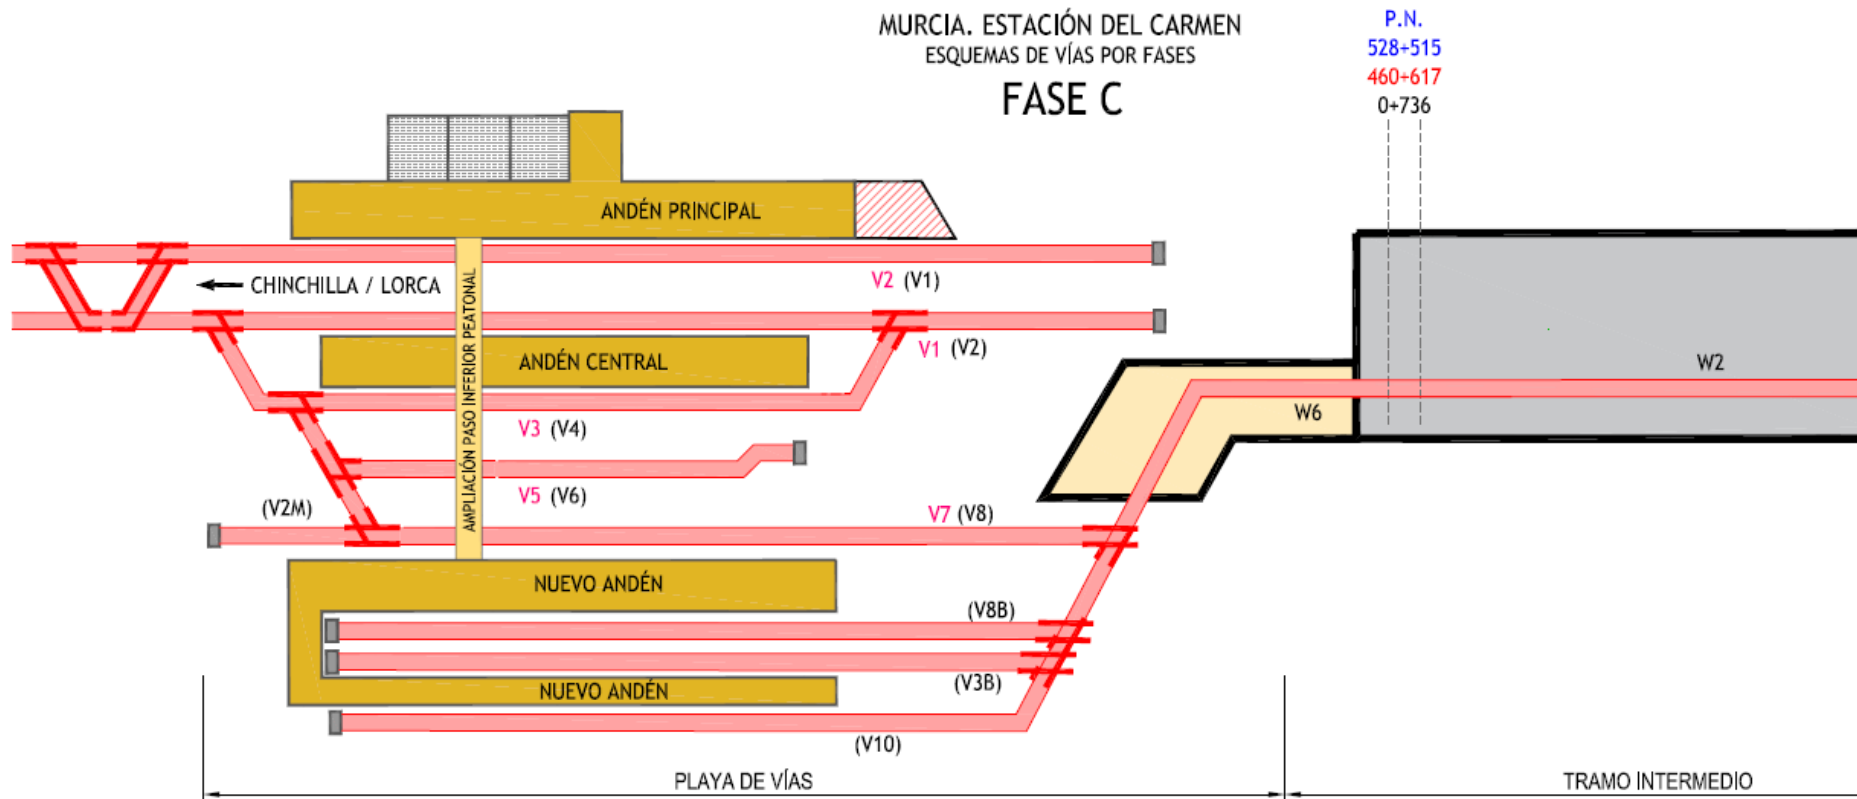 MURCIA. ESTACIÓN DEL CARMEN
ESQUEMAS DE VÍAS POR FASES
FASE C
P.N.
528+515
460+617
0+736
ANDÉN PRINCIPAL
CHINCHILLA / LORCA
V2 (V1)
AMPLIACIÓN PASO INFERIOR PEATONAL
V1 (V2)
ANDÉN CENTRAL
W2
W6
V3 (V4)
V5 (V6)
(V2M)
V7 (V8)
NUEVO ANDÉN
(V8B)
(V3B)
NUEVO ANDÉN
(V10)
PLAYA DE VÍAS
TRAMO INTERMEDIO